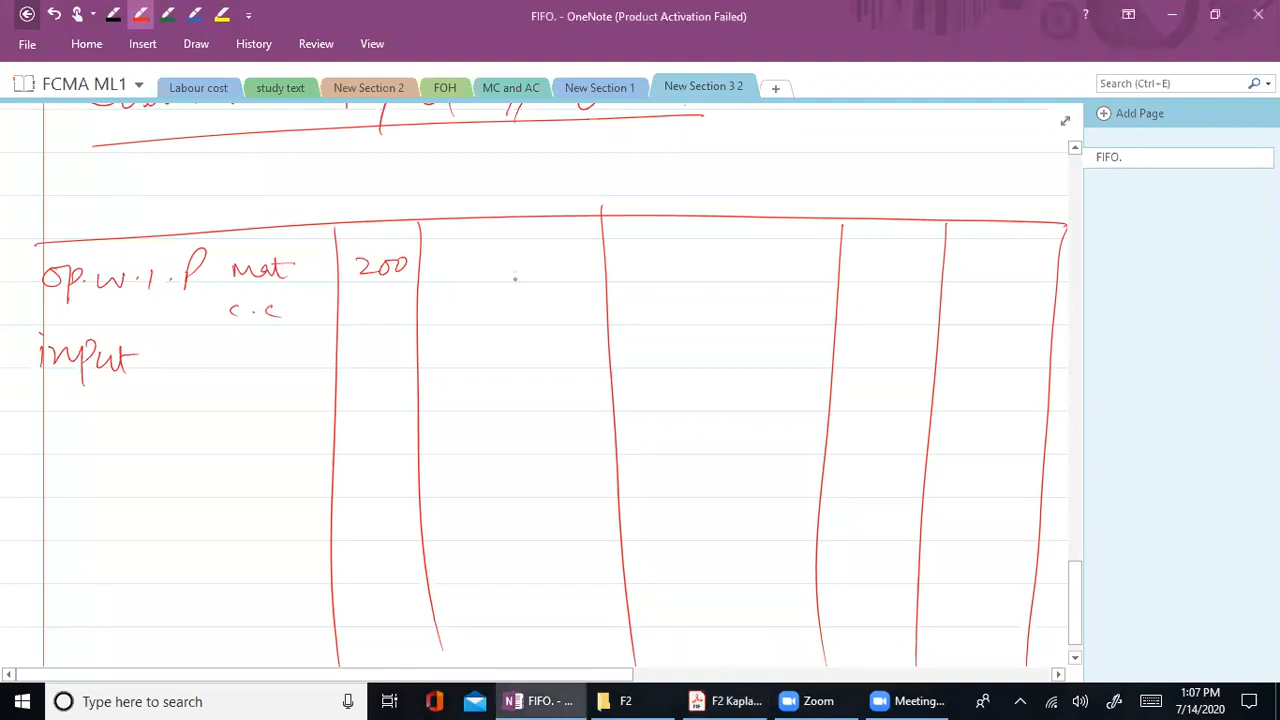 FIFO. - OneNote (Product Activation Failed)
?
File Home Insert Draw History Review View
FCMA ML1 Labour cost study text New Section 2 FOH MC and AC New Section 1 New Section 3 2 Search (Ctrl+E)
Add Page
FIFO.
op.w.i.p mat 200
c.c
input
Type here to search
FIFO. - ...
F2
F2 Kapla...
Zoom
Meeting...
1:07 PM
7/14/2020